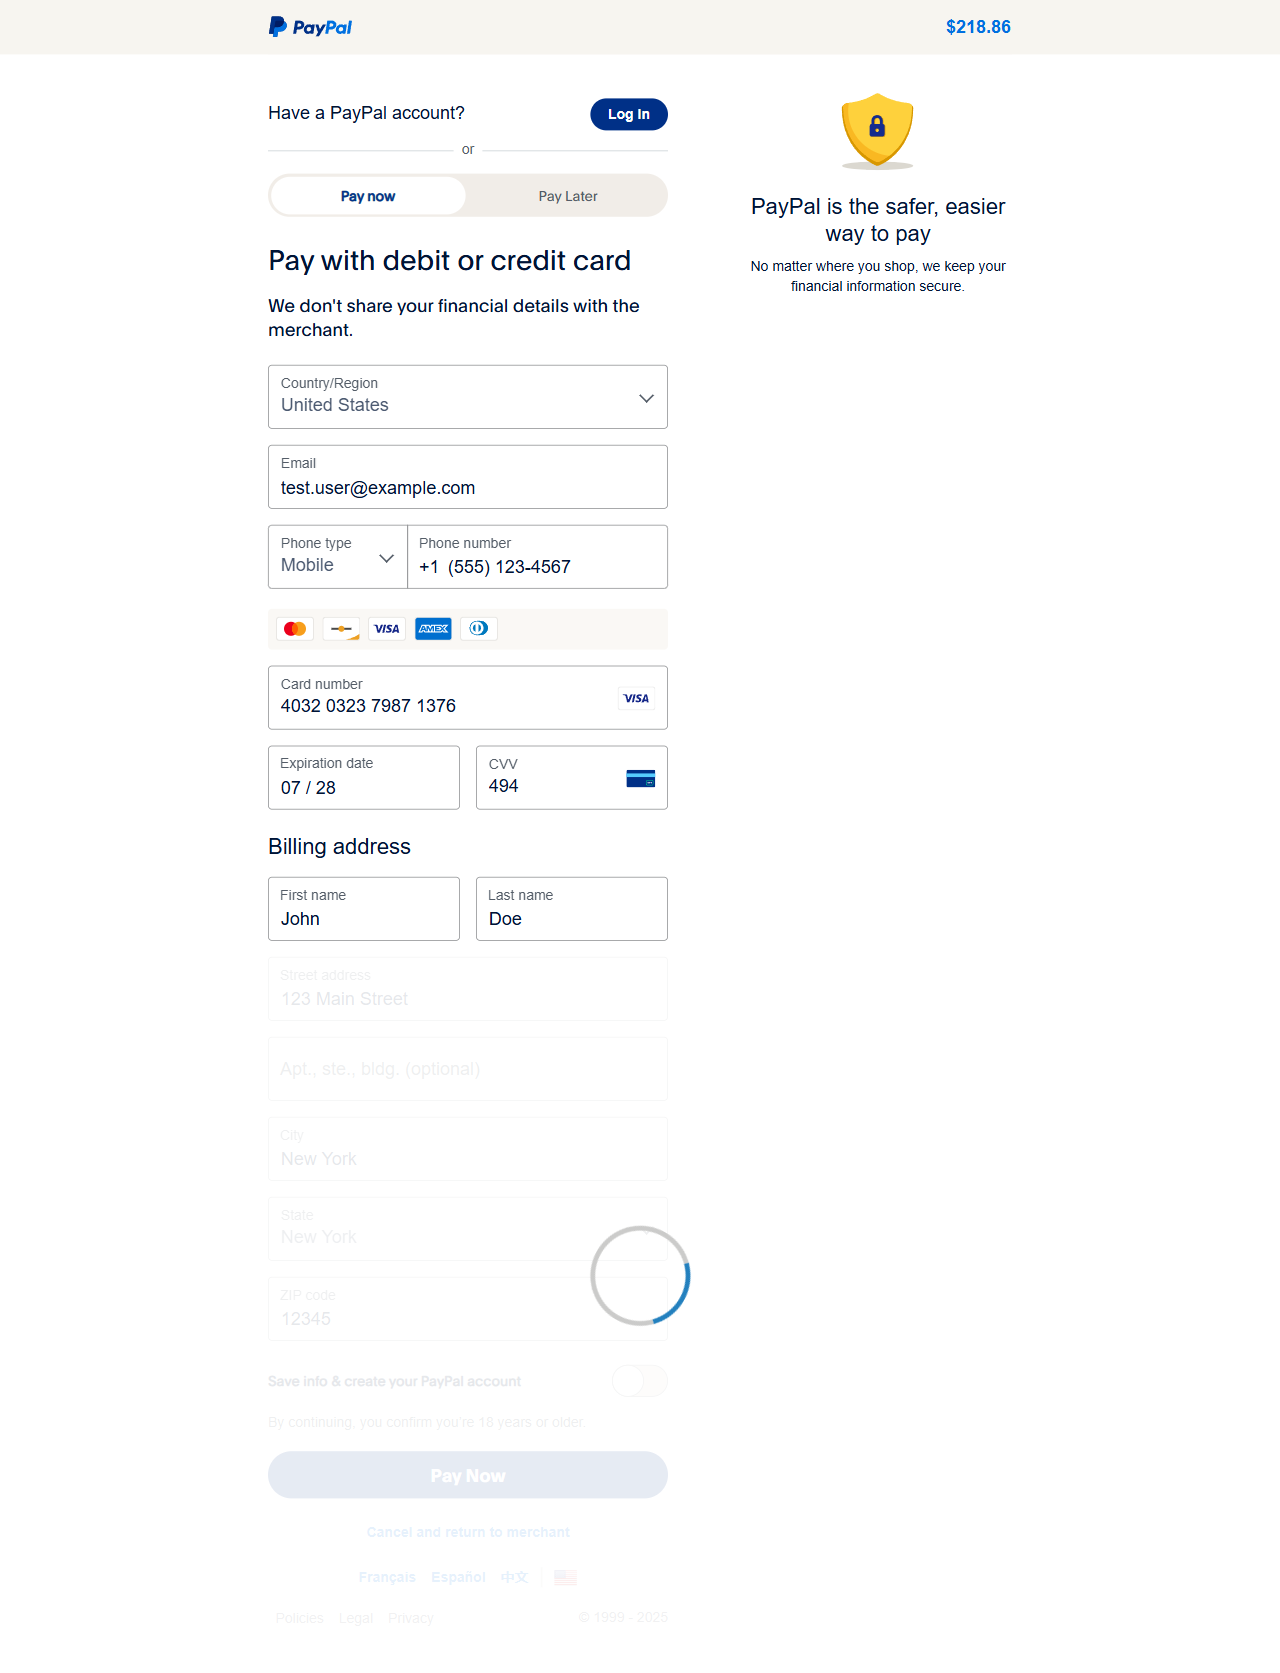 PayPal
$218.86
Have a PayPal account?
Log In
or
Pay now
Pay Later
Pay with debit or credit card
We don't share your financial details with the
merchant.
Country/Region
United States
Email
test.user@example.com
Phone type
Mobile
Phone number
+1 (555) 123-4567
VISA
AMEX
Card number
4032 0323 7987 1376
VISA
Expiration date
07 / 28
CVV
494
Billing address
First name
John
Last name
Doe
Street address
123 Main Street
Apt., ste., bldg. (optional)
City
New York
State
New York
ZIP code
12345
Save info & create your PayPal account
By continuing, you confirm you're 18 years or older.
Pay Now
Cancel and return to merchant
Français Español 中文
Policies Legal Privacy
© 1999 - 2025
PayPal is the safer, easier
way to pay
No matter where you shop, we keep your
financial information secure.